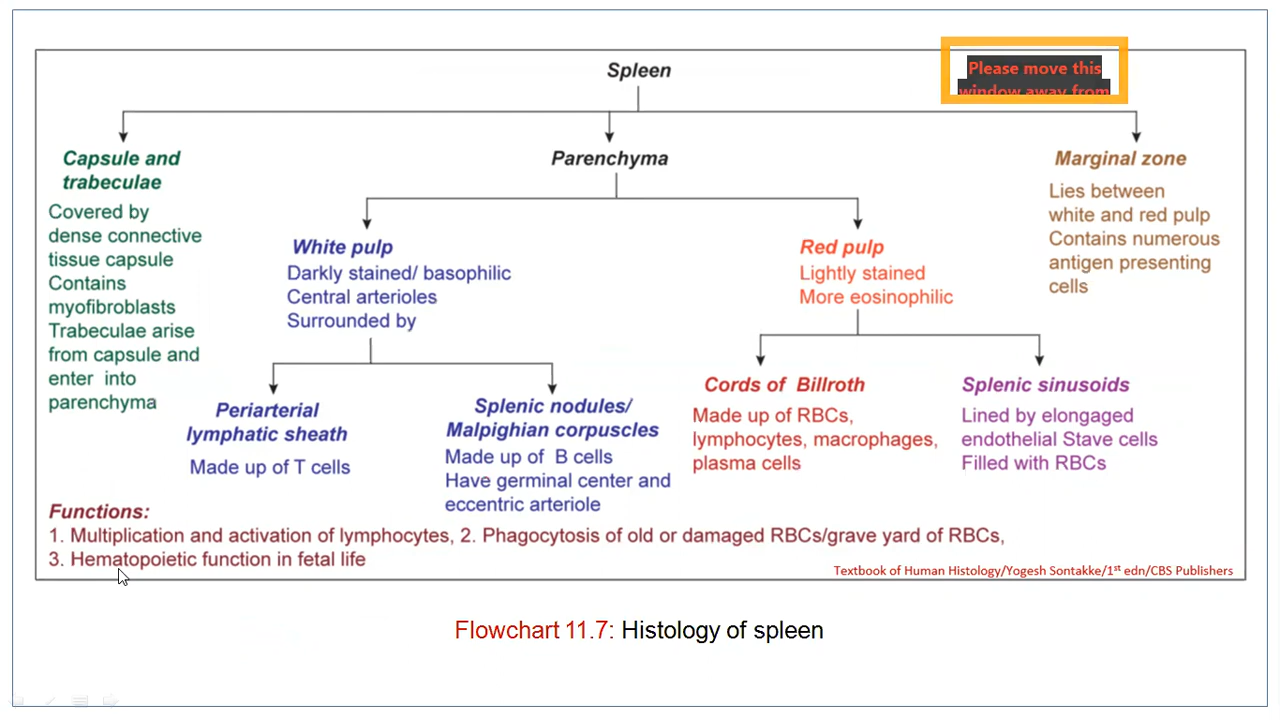 Spleen
Please move this
window away from
Capsule and
trabeculae
Covered by
dense connective
tissue capsule
Contains
myofibroblasts
Trabeculae arise
from capsule and
enter into
parenchyma
Parenchyma
White pulp
Darkly stained/ basophilic
Central arterioles
Surrounded by
Periarterial
lymphatic sheath
Made up of T cells
Splenic nodules/
Malpighian corpuscles
Made up of B cells
Have germinal center and
eccentric arteriole
Red pulp
Lightly stained
More eosinophilic
Cords of Billroth
Made up of RBCs,
lymphocytes, macrophages,
plasma cells
Splenic sinusoids
Lined by elongaged
endothelial Stave cells
Filled with RBCs
Marginal zone
Lies between
white and red pulp
Contains numerous
antigen presenting
cells
Functions:
1. Multiplication and activation of lymphocytes, 2. Phagocytosis of old or damaged RBCs/grave yard of RBCs,
3. Hematopoietic function in fetal life
Textbook of Human Histology/Yogesh Sontakke/1st edn/CBS Publishers
Flowchart 11.7: Histology of spleen